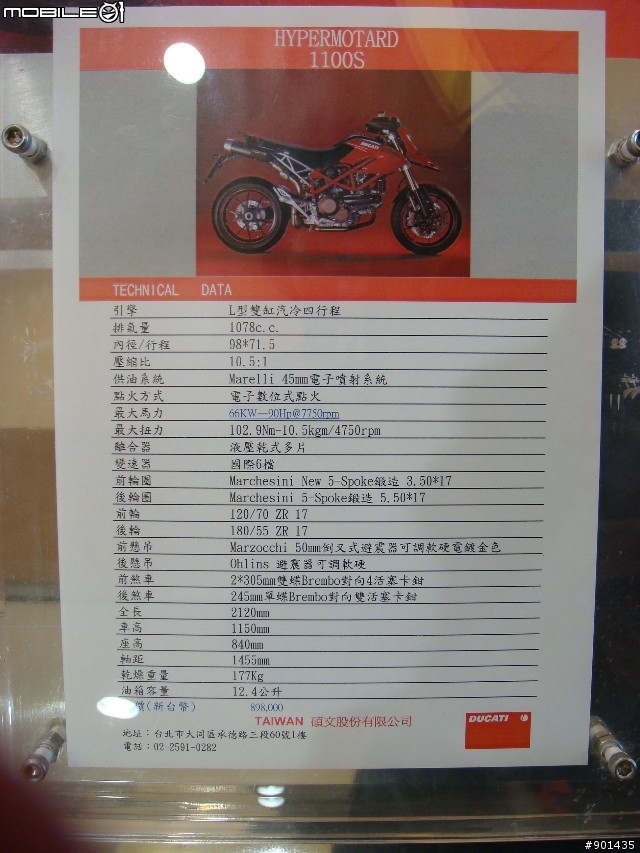 MOBILE01
HYPERMOTARD
1100S
DUCATI
TECHNICAL DATA
引擎 L型雙缸汽冷四行程
排氣量 1078c.c.
內徑/行程 98*71.5
壓縮比 10.5:1
供油系統 Marelli 45mm電子噴射系統
點火方式 電子數位式點火
最大馬力 66KW—90Hp@7750rpm
最大扭力 102.9Nm-10.5kgm/4750rpm
離合器 液壓乾式多片
變速器 國際6檔
前輪圈 Marchesini New 5-Spoke鍛造 3.50*17
後輪圈 Marchesini 5-Spoke鍛造 5.50*17
前輪 120/70 ZR 17
後輪 180/55 ZR 17
前懸吊 Marzocchi 50mm倒叉式避震器可調軟硬電鍍金色
後懸吊 Ohlins 避震器可調軟硬
前煞車 2*305mm雙蝶Brembo對向4活塞卡鉗
後煞車 245mm單蝶Brembo對向雙活塞卡鉗
全長 2120mm
車高 1150mm
座高 840mm
軸距 1455mm
乾燥重量 177Kg
油箱容量 12.4公升
價(新台幣) 898,000
TAIWAN 碩文股份有限公司
DUCATI
地址：台北市大同區承德路三段60號1樓
電話：02-2591-0282
#901435